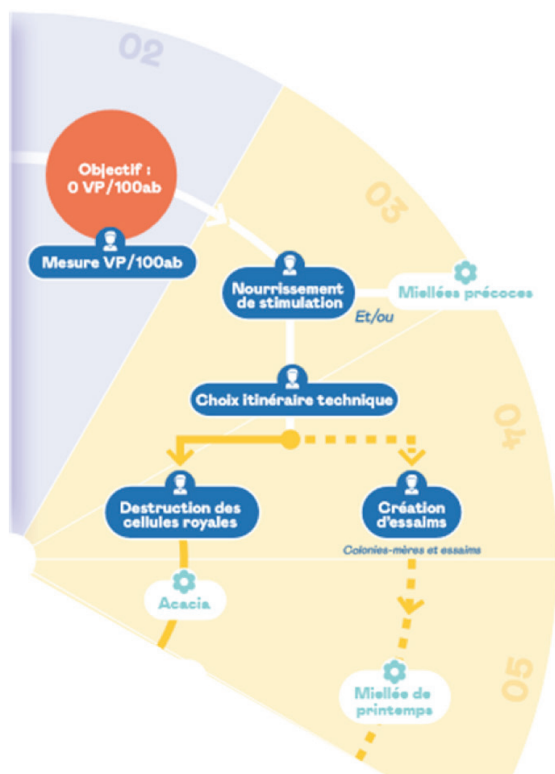 02
Objectif :
0 VP/100ab
Mesure VP/100ab
03
Nourrissement
de stimulation
Miellées précoces
Et/ou
Choix itinéraire technique
04
Destruction des
cellules royales
Création
d'essaims
Colonies-mères et essaims
Acacia
05
Miellée de
printemps